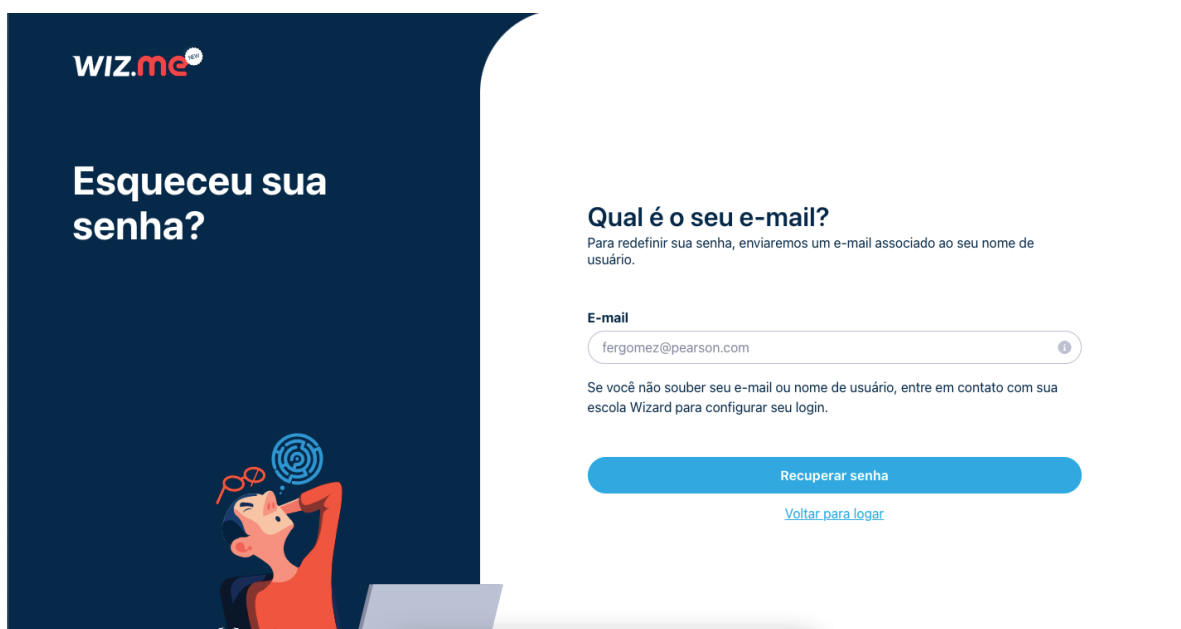 WIZ.me NEW
Esqueceu sua
senha?
Qual é o seu e-mail?
Para redefinir sua senha, enviaremos um e-mail associado ao seu nome de
usuário.
E-mail
fergomez@pearson.com
Se você não souber seu e-mail ou nome de usuário, entre em contato com sua
escola Wizard para configurar seu login.
Recuperar senha
Voltar para logar